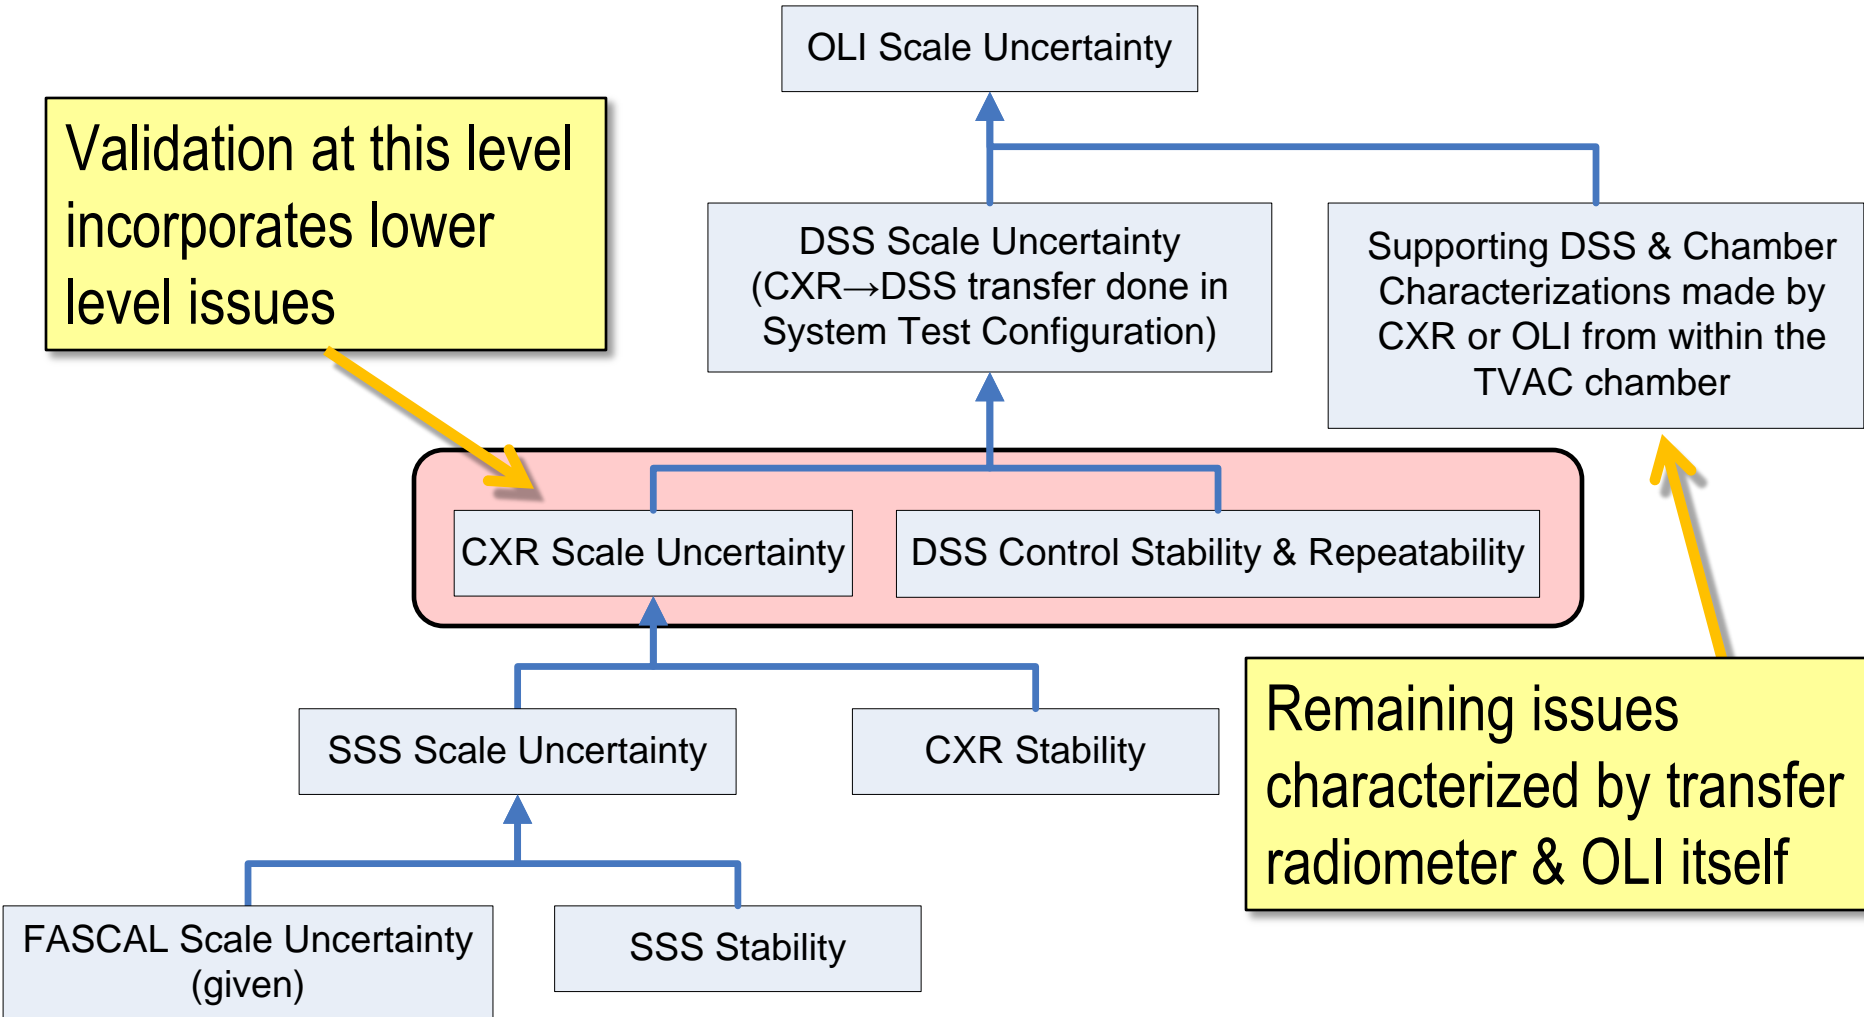 OLI Scale Uncertainty
Validation at this level
incorporates lower
level issues
DSS Scale Uncertainty
(CXR→DSS transfer done in
System Test Configuration)
Supporting DSS & Chamber
Characterizations made by
CXR or OLI from within the
TVAC chamber
CXR Scale Uncertainty
DSS Control Stability & Repeatability
SSS Scale Uncertainty
CXR Stability
Remaining issues
characterized by transfer
radiometer & OLI itself
FASCAL Scale Uncertainty
(given)
SSS Stability